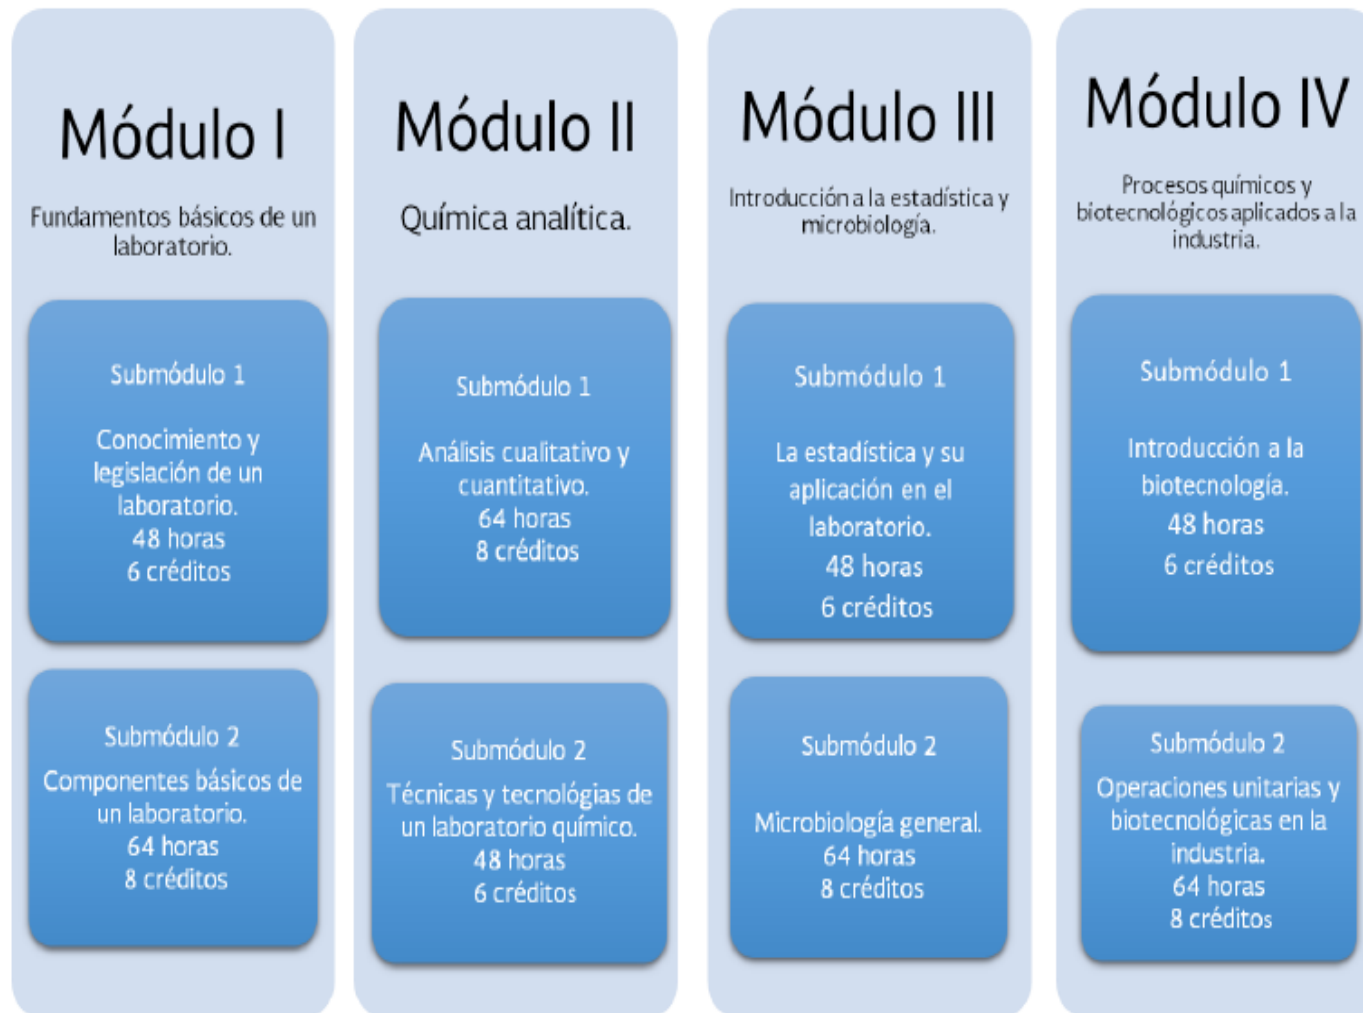 Módulo I
Fundamentos básicos de un
laboratorio.
Submódulo 1
Conocimiento y
legislación de un
laboratorio.
48 horas
6 créditos
Submódulo 2
Componentes básicos de
un laboratorio.
64 horas
8 créditos
Módulo II
Química analítica.
Submódulo 1
Análisis cualitativo y
cuantitativo.
64 horas
8 créditos
Submódulo 2
Técnicas y tecnológias de
un laboratorio químico.
48 horas
6 créditos
Módulo III
Introducción a la estadística y
microbiología.
Submódulo 1
La estadística y su
aplicación en el
laboratorio.
48 horas
6 créditos
Submódulo 2
Microbiología general.
64 horas
8 créditos
Módulo IV
Procesos químicos y
biotecnológicos aplicados a la
industria.
Submódulo 1
Introducción a la
biotecnología.
48 horas
6 créditos
Submódulo 2
Operaciones unitarias y
biotecnológicas en la
industria.
64 horas
8 créditos